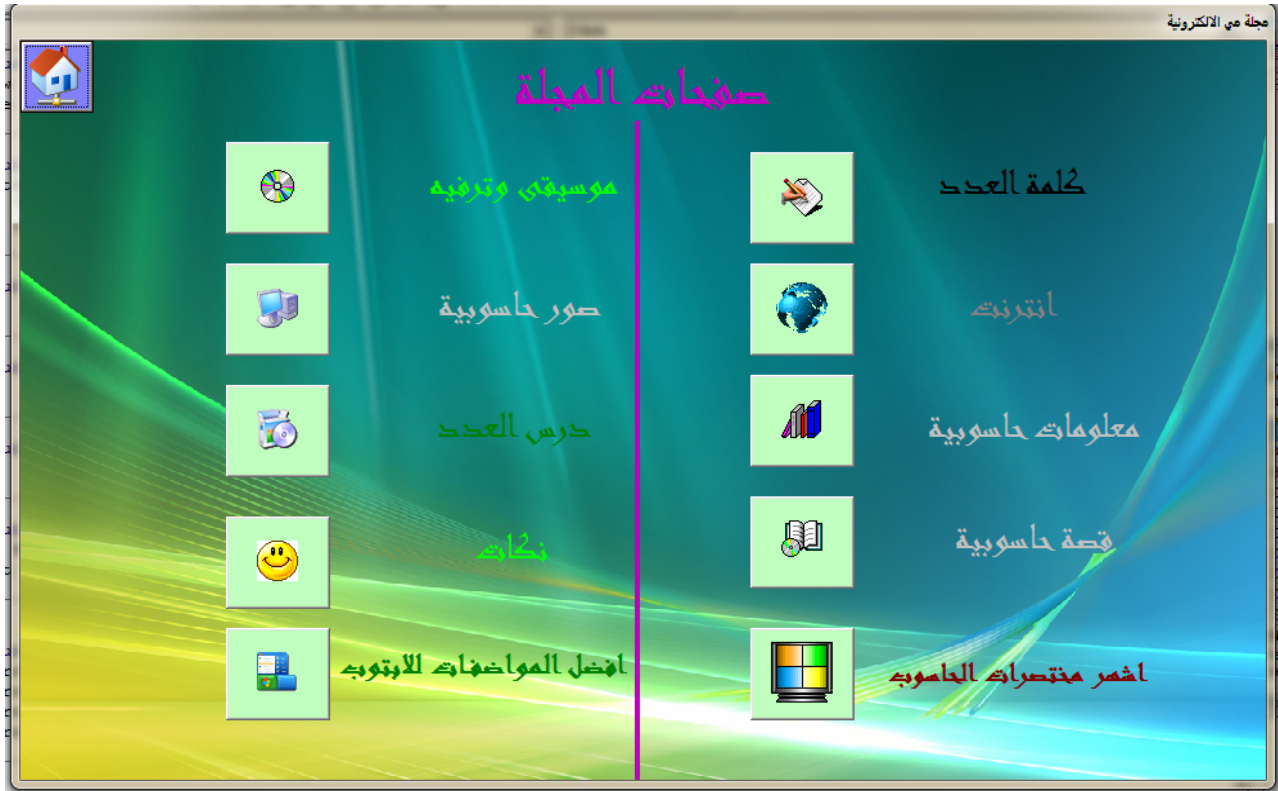 مجلة مي الالكترونية
صفحات المجلة
كلمة العدد
انترنت
معلومات حاسوبية
قصة حاسوبية
اشهر مختصرات الحاسوب
موسيقى وترفيه
صور حاسوبية
درس العدد
نكات
افضل المواضفات للابتوب